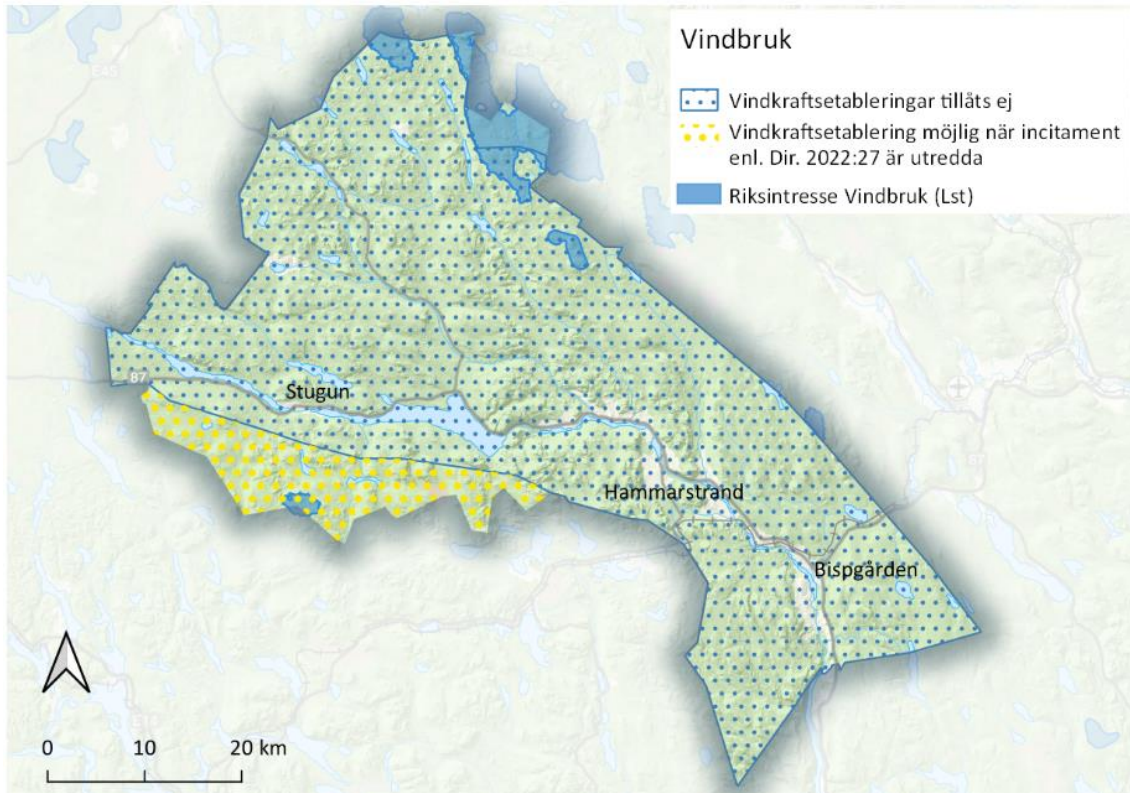 Vindbruk
Vindkraftsetableringar tillåts ej
Vindkraftsetablering möjlig när incitament
enl. Dir. 2022:27 är utredda
Riksintresse Vindbruk (Lst)
E45
87
Stugun
Hammarstrand
Bispgården
0 10 20 km